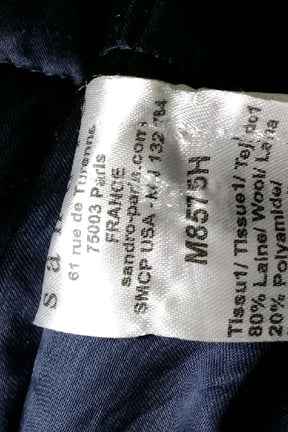 san
61 rue de Turenne
75003 Paris
FRANCE
sandro-paris.com
SMCP USA - 132 784
M8575H
Tissu1/ Tissue1/ Tejido1
80% Laine/ Wool/ Lana
20% Polyamide/